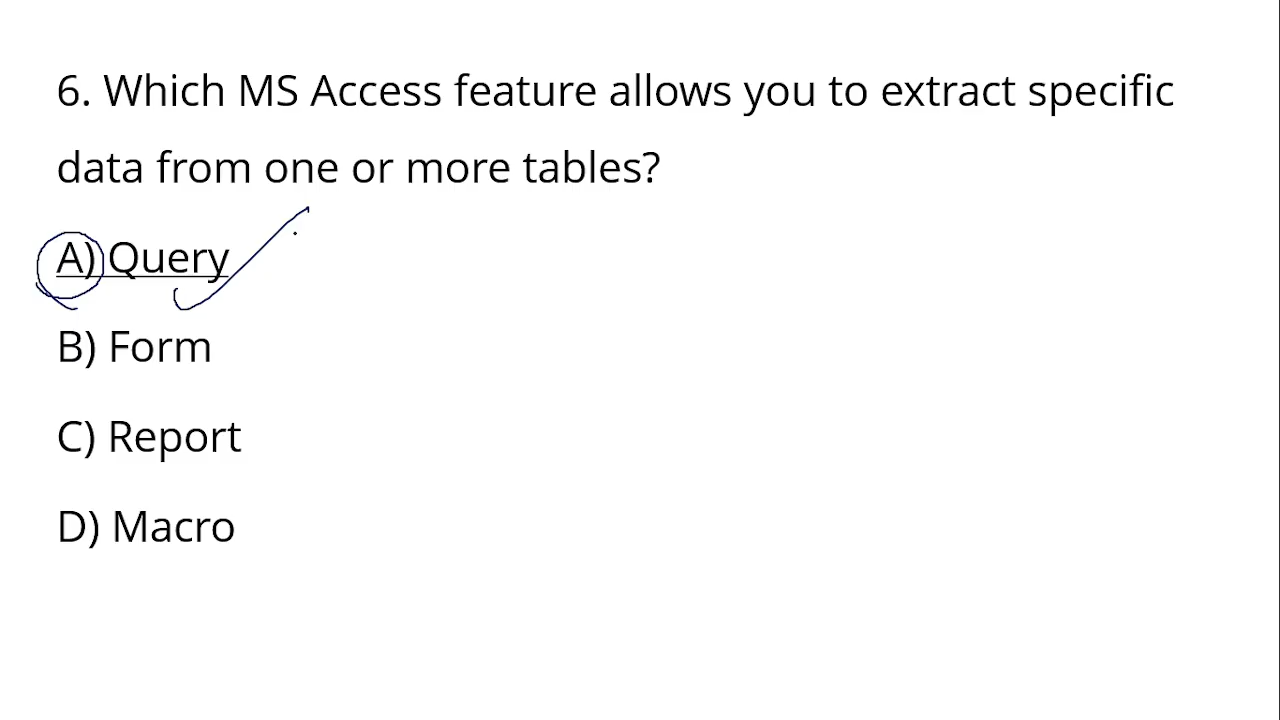 6. Which MS Access feature allows you to extract specific
data from one or more tables?
A) Query
B) Form
C) Report
D) Macro